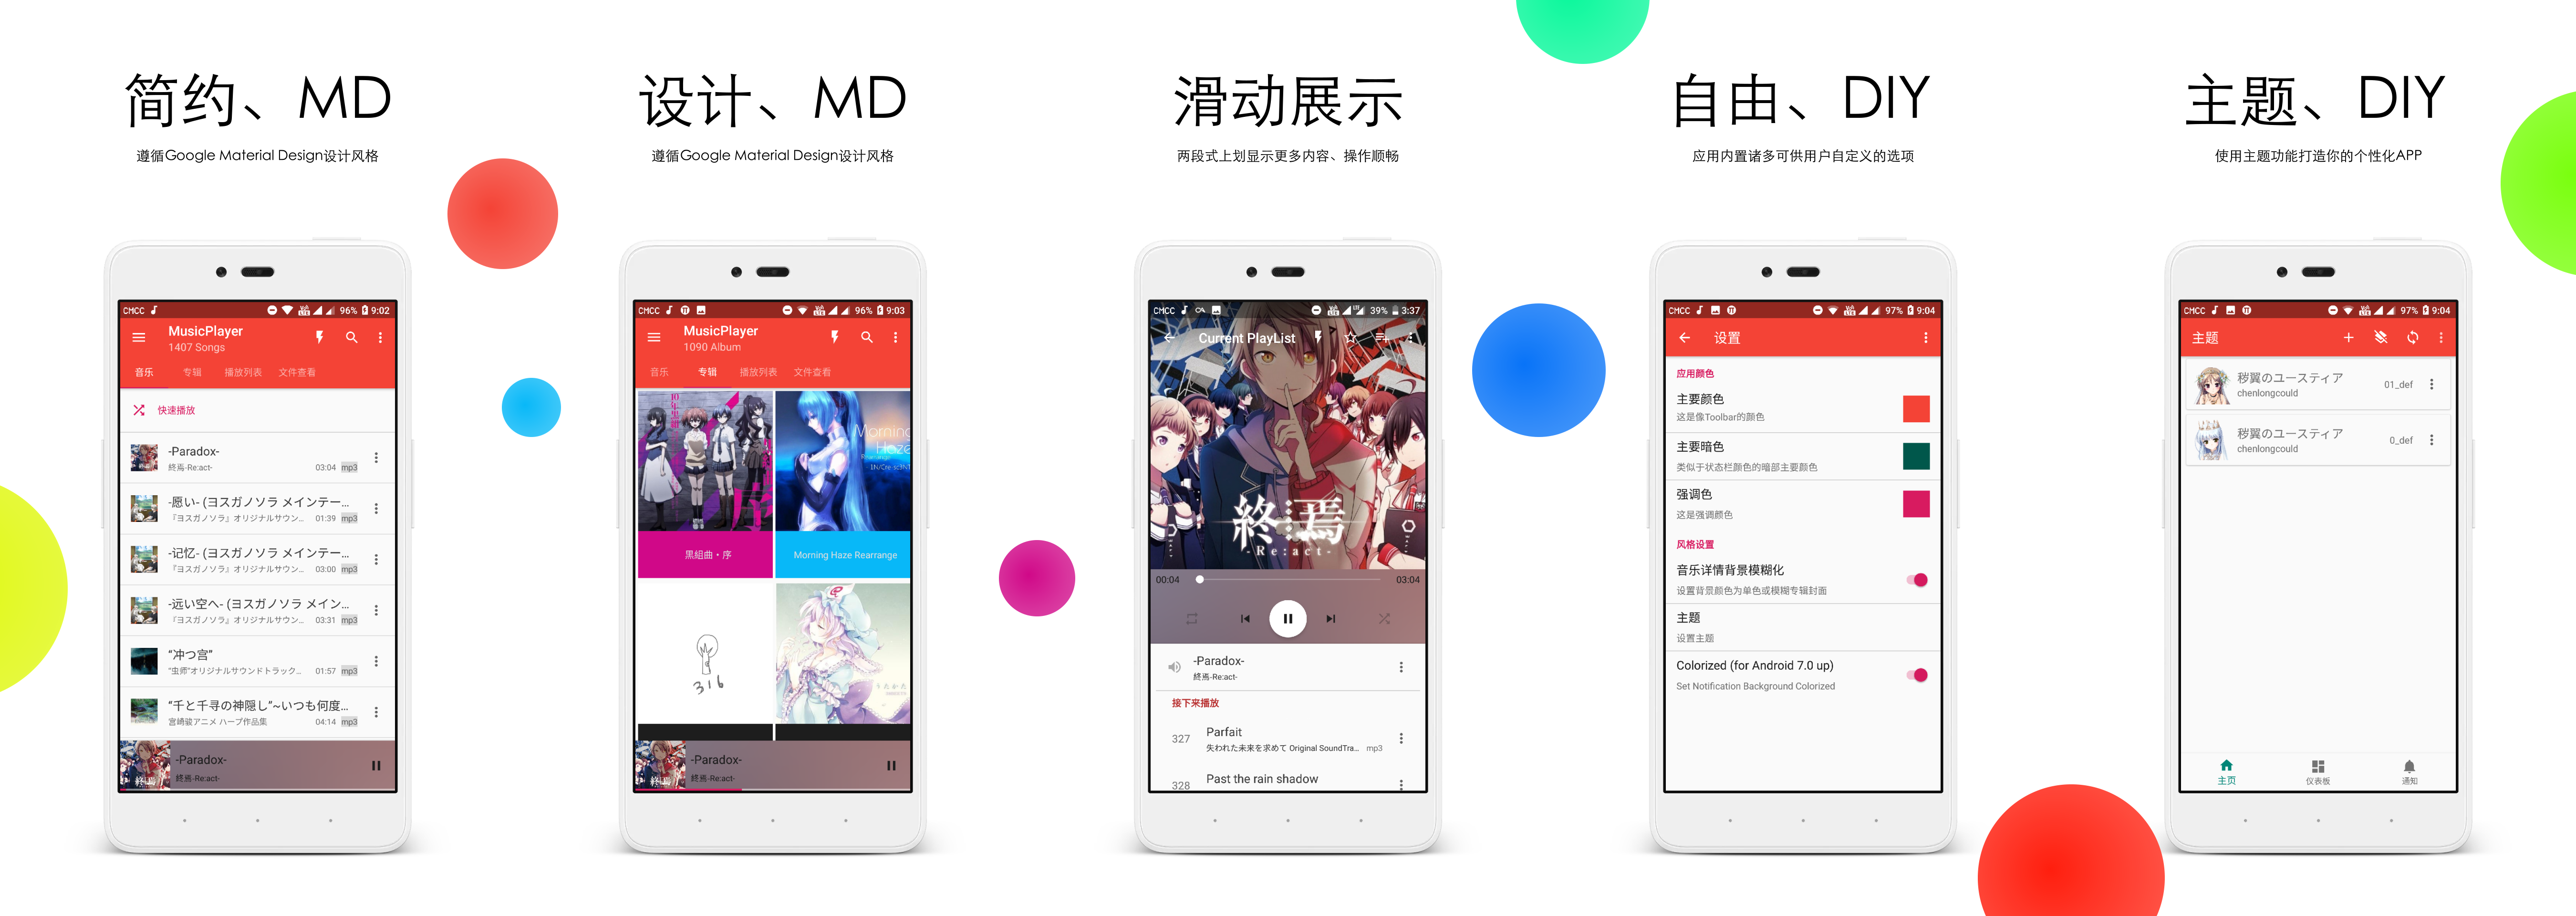 简约、MD
遵循Google Material Design设计风格
CMCC 96% 9:02
MusicPlayer
1407 Songs
音乐 专辑 播放列表 文件查看
快速播放
-Paradox-
終焉-Re:act- 03:04 mp3
-愿い- (ヨスガノソラ メインテー...
『ヨスガノソラ』オリジナルサウン... 01:39 mp3
-记忆- (ヨスガノソラ メインテー...
『ヨスガノソラ』オリジナルサウン... 03:00 mp3
-远い空へ- (ヨスガノソラ メイン...
『ヨスガノソラ』オリジナルサウン... 03:31 mp3
“冲つ宫”
“虫师”オリジナルサウンドトラック... 01:57 mp3
“千と千寻の神隠し”~いつも何度...
宮崎駿アニメ ハープ作品集 04:14 mp3
-Paradox-
終焉-Re:act-
设计、MD
遵循Google Material Design设计风格
CMCC 96% 9:03
MusicPlayer
1090 Album
音乐 专辑 播放列表 文件查看
Morning
Haze
Rearrange
黒組曲・序
Morning Haze Rearrange
316
うたかた
-Paradox-
終焉-Re:act-
滑动展示
两段式上划显示更多内容、操作顺畅
CMCC 39% 3:37
Current PlayList
終焉
-Re:act-
00:04 03:04
-Paradox-
終焉-Re:act-
接下来播放
327 Parfait
失われた未来を求めて Original SoundTra... mp3
328 Past the rain shadow
自由、DIY
应用内置诸多可供用户自定义的选项
CMCC 97% 9:04
设置
应用颜色
主要颜色
这是像Toolbar的颜色
主要暗色
类似于状态栏颜色的暗部主要颜色
强调色
这是强调颜色
风格设置
音乐详情背景模糊化
设置背景颜色为单色或模糊专辑封面
主题
设置主题
Colorized (for Android 7.0 up)
Set Notification Background Colorized
主题、DIY
使用主题功能打造你的个性化APP
CMCC 97% 9:04
主题
秽翼のユースティア
chenlongcould 01_def
秽翼のユースティア
chenlongcould 0_def
主页 仪表板 通知